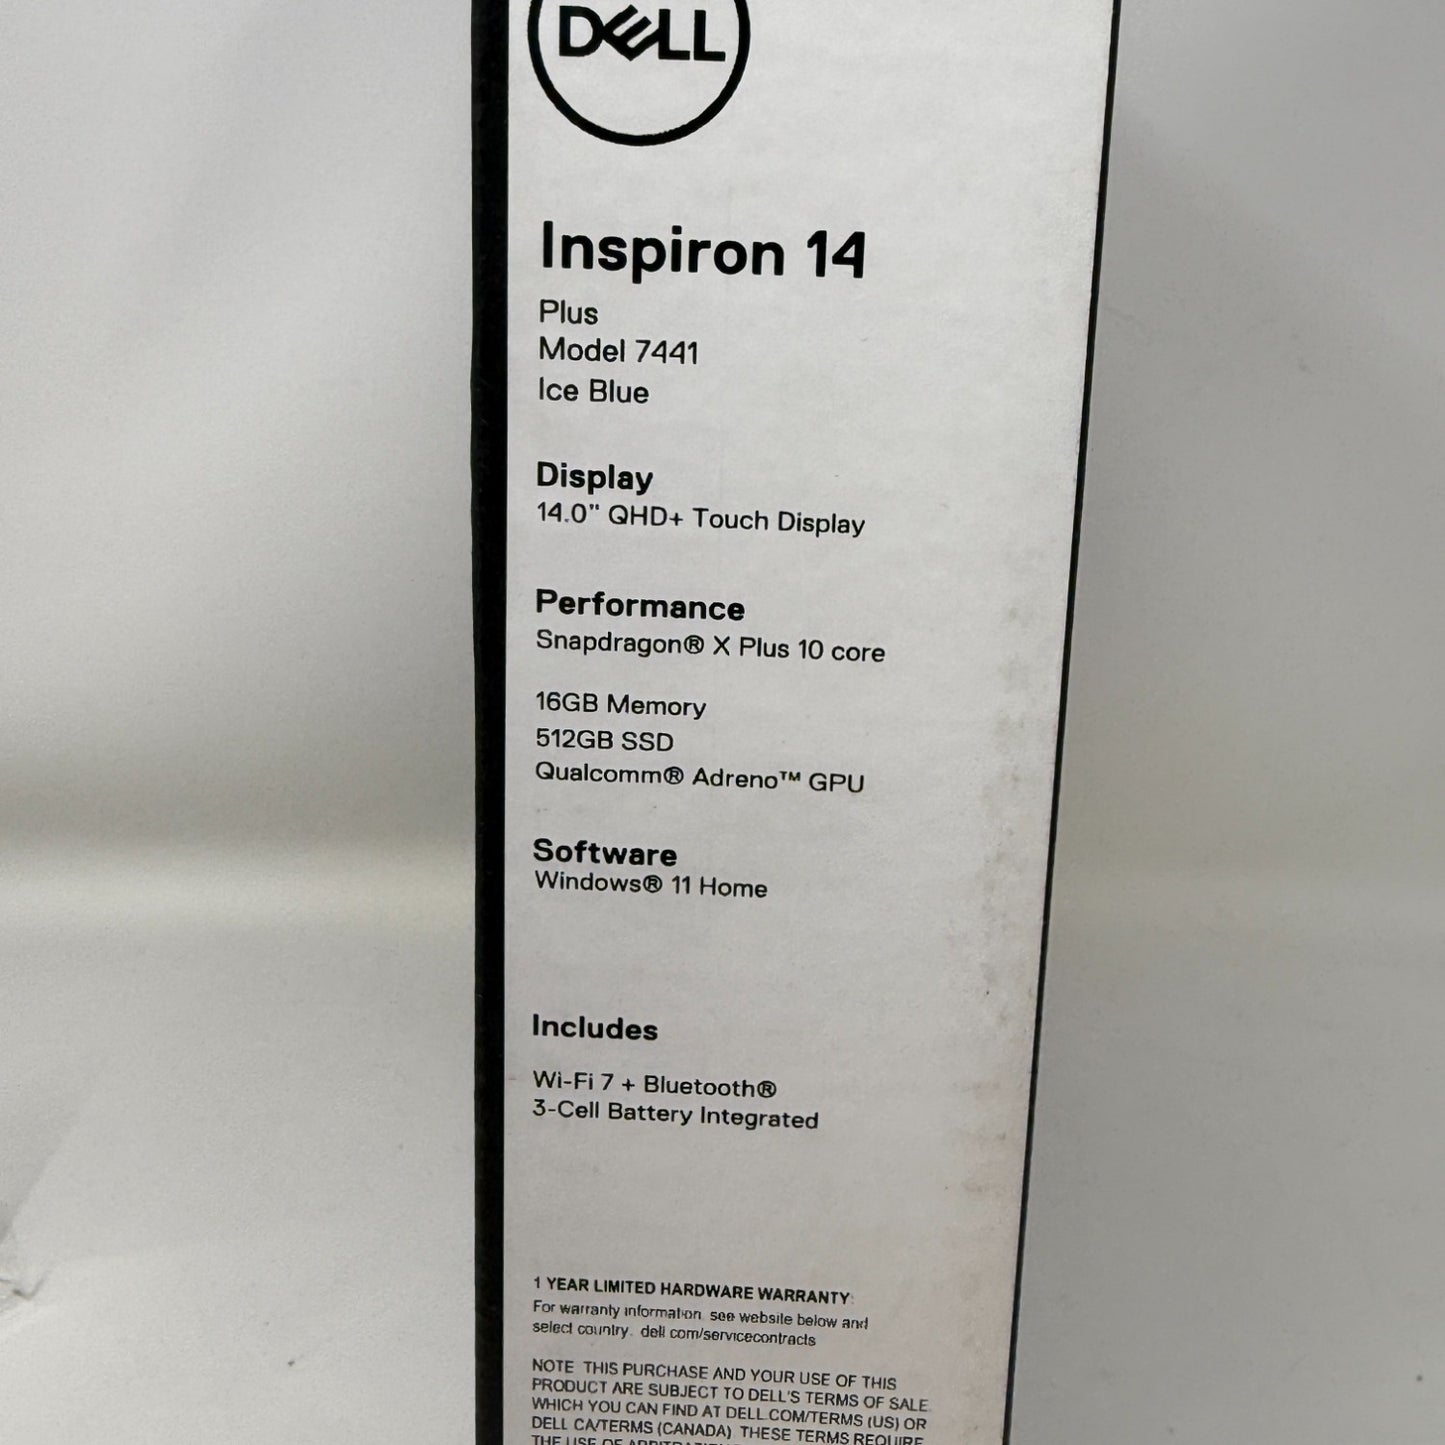 DELL
Inspiron 14
Plus
Model 7441
Ice Blue
Display
14.0" QHD+ Touch Display
Performance
Snapdragon® X Plus 10 core
16GB Memory
512GB SSD
Qualcomm® Adreno™ GPU
Software
Windows® 11 Home
Includes
Wi-Fi 7 + Bluetooth®
3-Cell Battery Integrated
1 YEAR LIMITED HARDWARE WARRANTY:
For warranty information see website below and
select country. dell com/servicecontracts
NOTE THIS PURCHASE AND YOUR USE OF THIS
PRODUCT ARE SUBJECT TO DELL'S TERMS OF SALE
WHICH YOU CAN FIND AT DELL.COM/TERMS (US) OR
DELL CA/TERMS (CANADA) THESE TERMS REQUIRE
THE USE OF